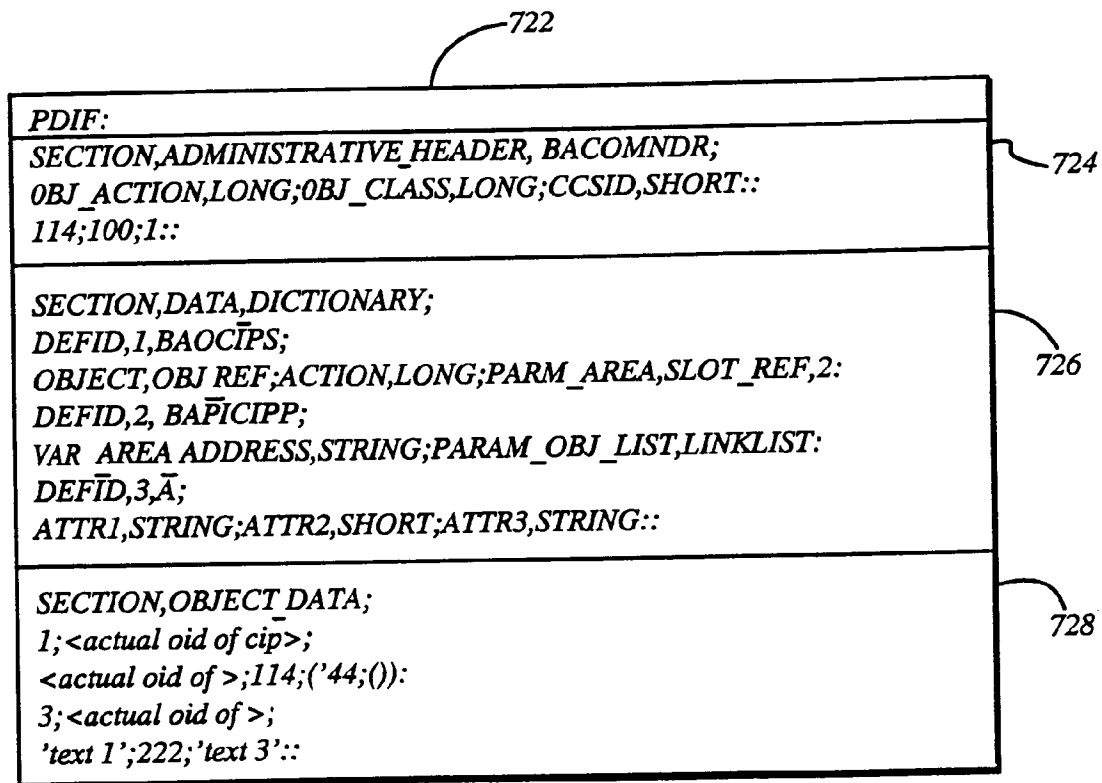 722
PDIF:
SECTION,ADMINISTRATIVE_HEADER, BACOMNDR;
724
0BJ_ACTION,LONG;0BJ_CLASS,LONG;CCSID,SHORT::
114;100;1::
SECTION,DATA,DICTIONARY;
DEFID,1,BAOCIPS;
726
OBJECT,OBJ REF;ACTION,LONG;PARM_AREA,SLOT_REF,2:
DEFID,2, BAPICIPP;
VAR_AREA ADDRESS,STRING;PARAM_OBJ_LIST,LINKLIST:
DEFID,3,A;
ATTR1,STRING;ATTR2,SHORT;ATTR3,STRING::
SECTION,OBJECT_DATA;
728
1;<actual oid of cip>;
<actual oid of >;114;('44;()):
3;<actual oid of >;
'text 1';222;'text 3'::